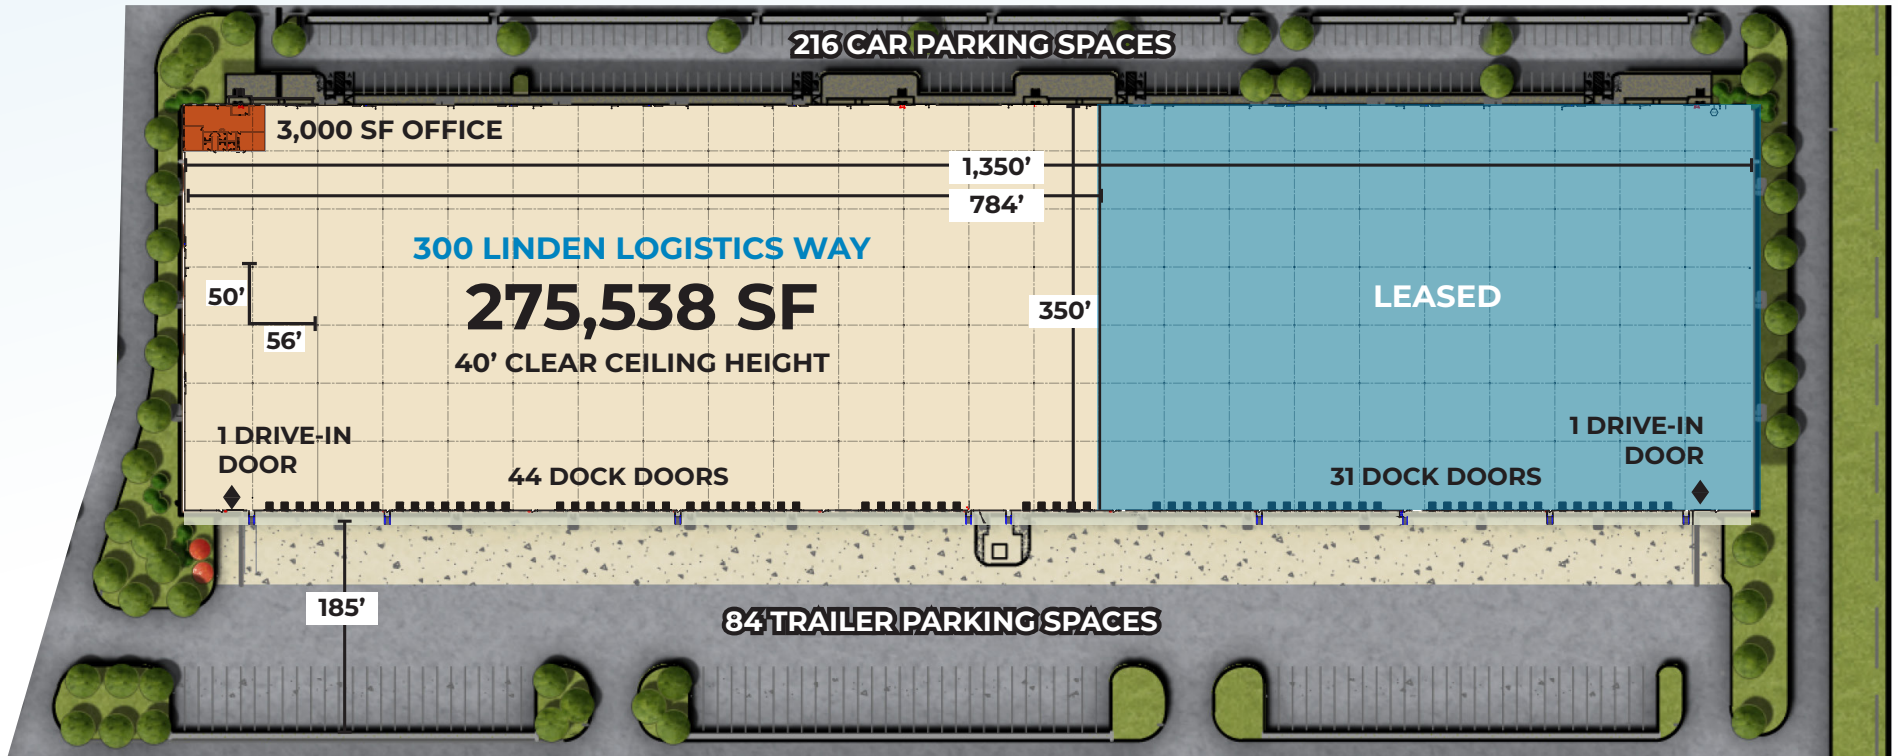 216 CAR PARKING SPACES
3,000 SF OFFICE
1,350’
784’
300 LINDEN LOGISTICS WAY
275,538 SF
40’ CLEAR CEILING HEIGHT
50’
56’
350’
LEASED
1 DRIVE-IN
DOOR
44 DOCK DOORS
31 DOCK DOORS
1 DRIVE-IN
DOOR
185’
84 TRAILER PARKING SPACES